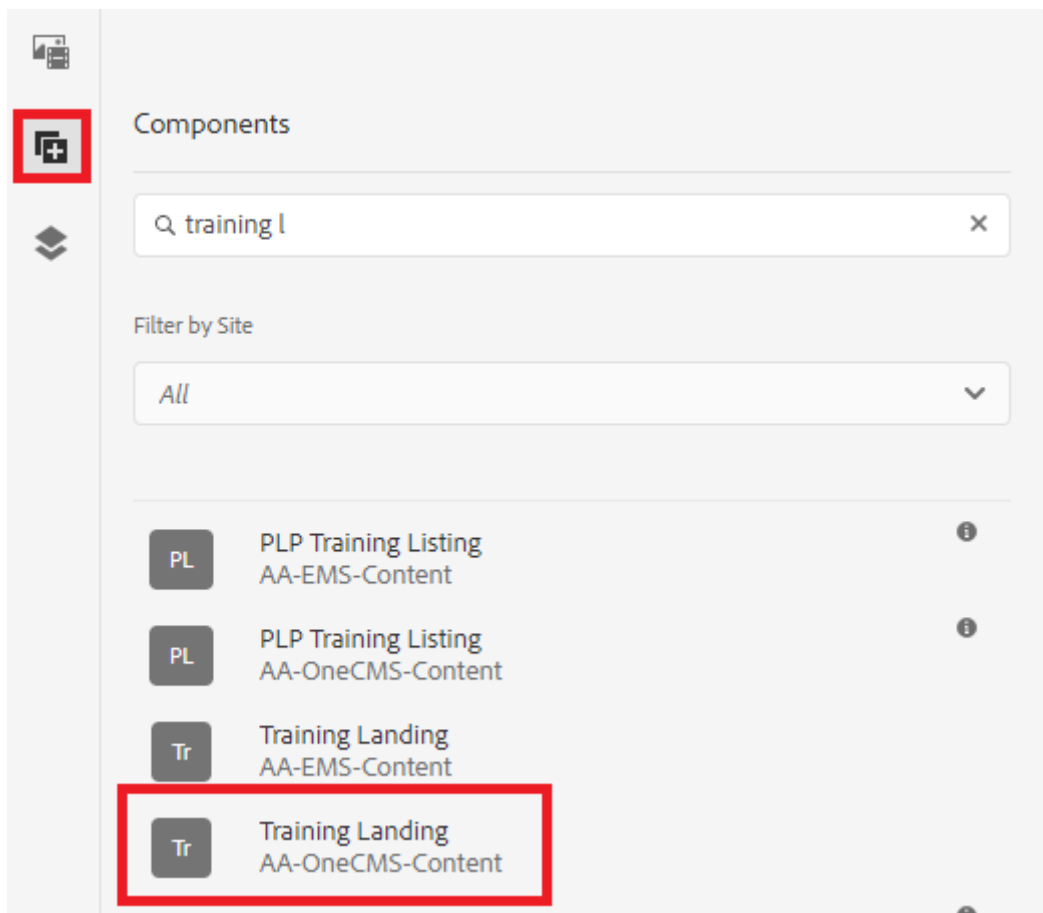 Components
training l
Filter by Site
All
PL
PLP Training Listing
AA-EMS-Content
PL
PLP Training Listing
AA-OneCMS-Content
Tr
Training Landing
AA-EMS-Content
Tr
Training Landing
AA-OneCMS-Content